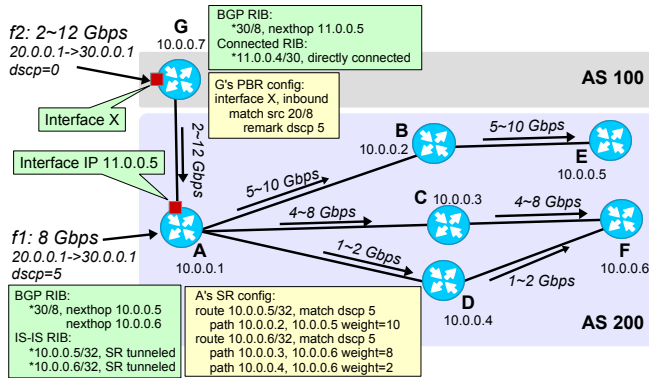 f2: 2~12 Gbps
20.0.0.1->30.0.0.1
dscp=0
G
10.0.0.7
BGP RIB:
*30/8, nexthop 11.0.0.5
Connected RIB:
*11.0.0.4/30, directly connected
AS 100
G's PBR config:
interface X, inbound
match src 20/8
remark dscp 5
Interface X
2~12 Gbps
Interface IP 11.0.0.5
B
10.0.0.2
5~10 Gbps
E
10.0.0.5
5~10 Gbps
C
10.0.0.3
4~8 Gbps
4~8 Gbps
F
10.0.0.6
f1: 8 Gbps
20.0.0.1->30.0.0.1
dscp=5
A
10.0.0.1
1~2 Gbps
1~2 Gbps
D
10.0.0.4
BGP RIB:
*30/8, nexthop 10.0.0.5
nexthop 10.0.0.6
IS-IS RIB:
*10.0.0.5/32, SR tunneled
*10.0.0.6/32, SR tunneled
A's SR config:
route 10.0.0.5/32, match dscp 5
path 10.0.0.2, 10.0.0.5 weight=10
route 10.0.0.6/32, match dscp 5
path 10.0.0.3, 10.0.0.6 weight=8
path 10.0.0.4, 10.0.0.6 weight=2
AS 200